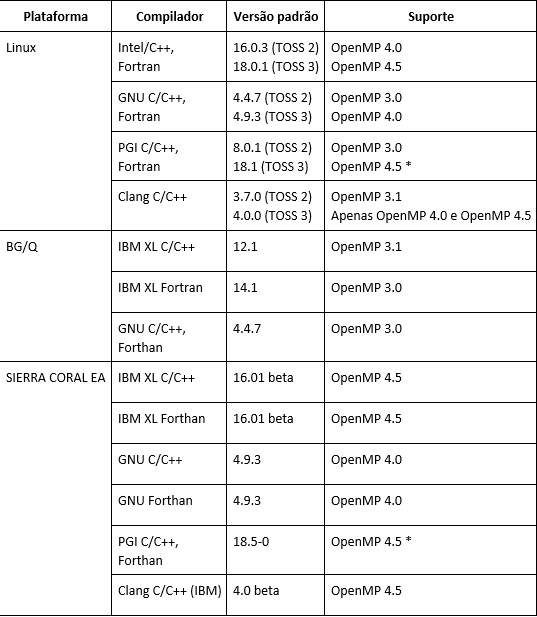 Plataforma Compilador Versão padrão Suporte
Linux Intel/C++, 16.0.3 (TOSS 2) OpenMP 4.0
Fortran 18.0.1 (TOSS 3) OpenMP 4.5
GNU C/C++, 4.4.7 (TOSS 2) OpenMP 3.0
Fortran 4.9.3 (TOSS 3) OpenMP 4.0
PGI C/C++, 8.0.1 (TOSS 2) OpenMP 3.0
Fortran 18.1 (TOSS 3) OpenMP 4.5 *
Clang C/C++ 3.7.0 (TOSS 2) OpenMP 3.1
4.0.0 (TOSS 3) Apenas OpenMP 4.0 e OpenMP 4.5
BG/Q IBM XL C/C++ 12.1 OpenMP 3.1
IBM XL Fortran 14.1 OpenMP 3.0
GNU C/C++, 4.4.7 OpenMP 3.0
Forthan
SIERRA CORAL EA IBM XL C/C++ 16.01 beta OpenMP 4.5
IBM XL Forthan 16.01 beta OpenMP 4.5
GNU C/C++ 4.9.3 OpenMP 4.0
GNU Forthan 4.9.3 OpenMP 4.0
PGI C/C++, 18.5-0 OpenMP 4.5 *
Forthan
Clang C/C++ (IBM) 4.0 beta OpenMP 4.5